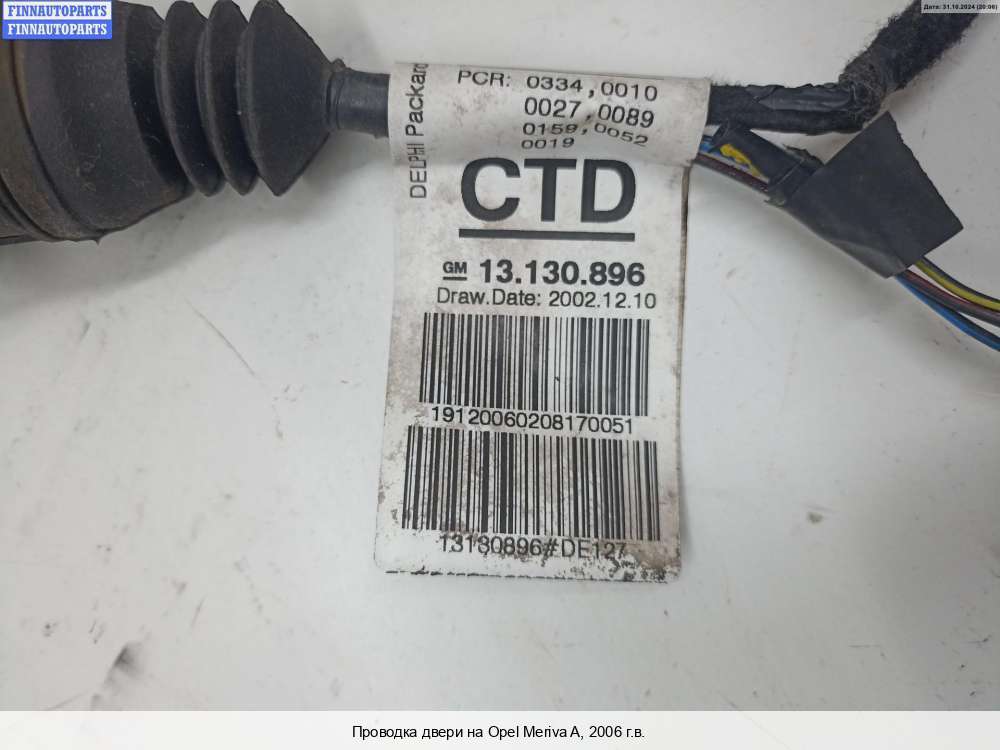 FINNAUTOPARTS
FINNAUTOPARTS
Дата: 31.10.2024 (20:06)
DELPHI Packard
PCR: 0334,0010
0027,0089
0159,0052
0019
CTD
GM 13.130.896
Draw.Date: 2002.12.10
19120060208170051
13130896#DE127
Проводка двери на Opel Meriva A, 2006 г.в.